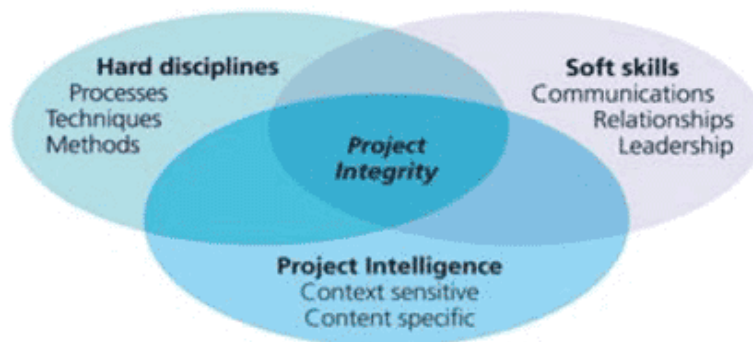 Hard disciplines
Processes
Techniques
Methods
Soft skills
Communications
Relationships
Leadership
Project
Integrity
Project Intelligence
Context sensitive
Content specific